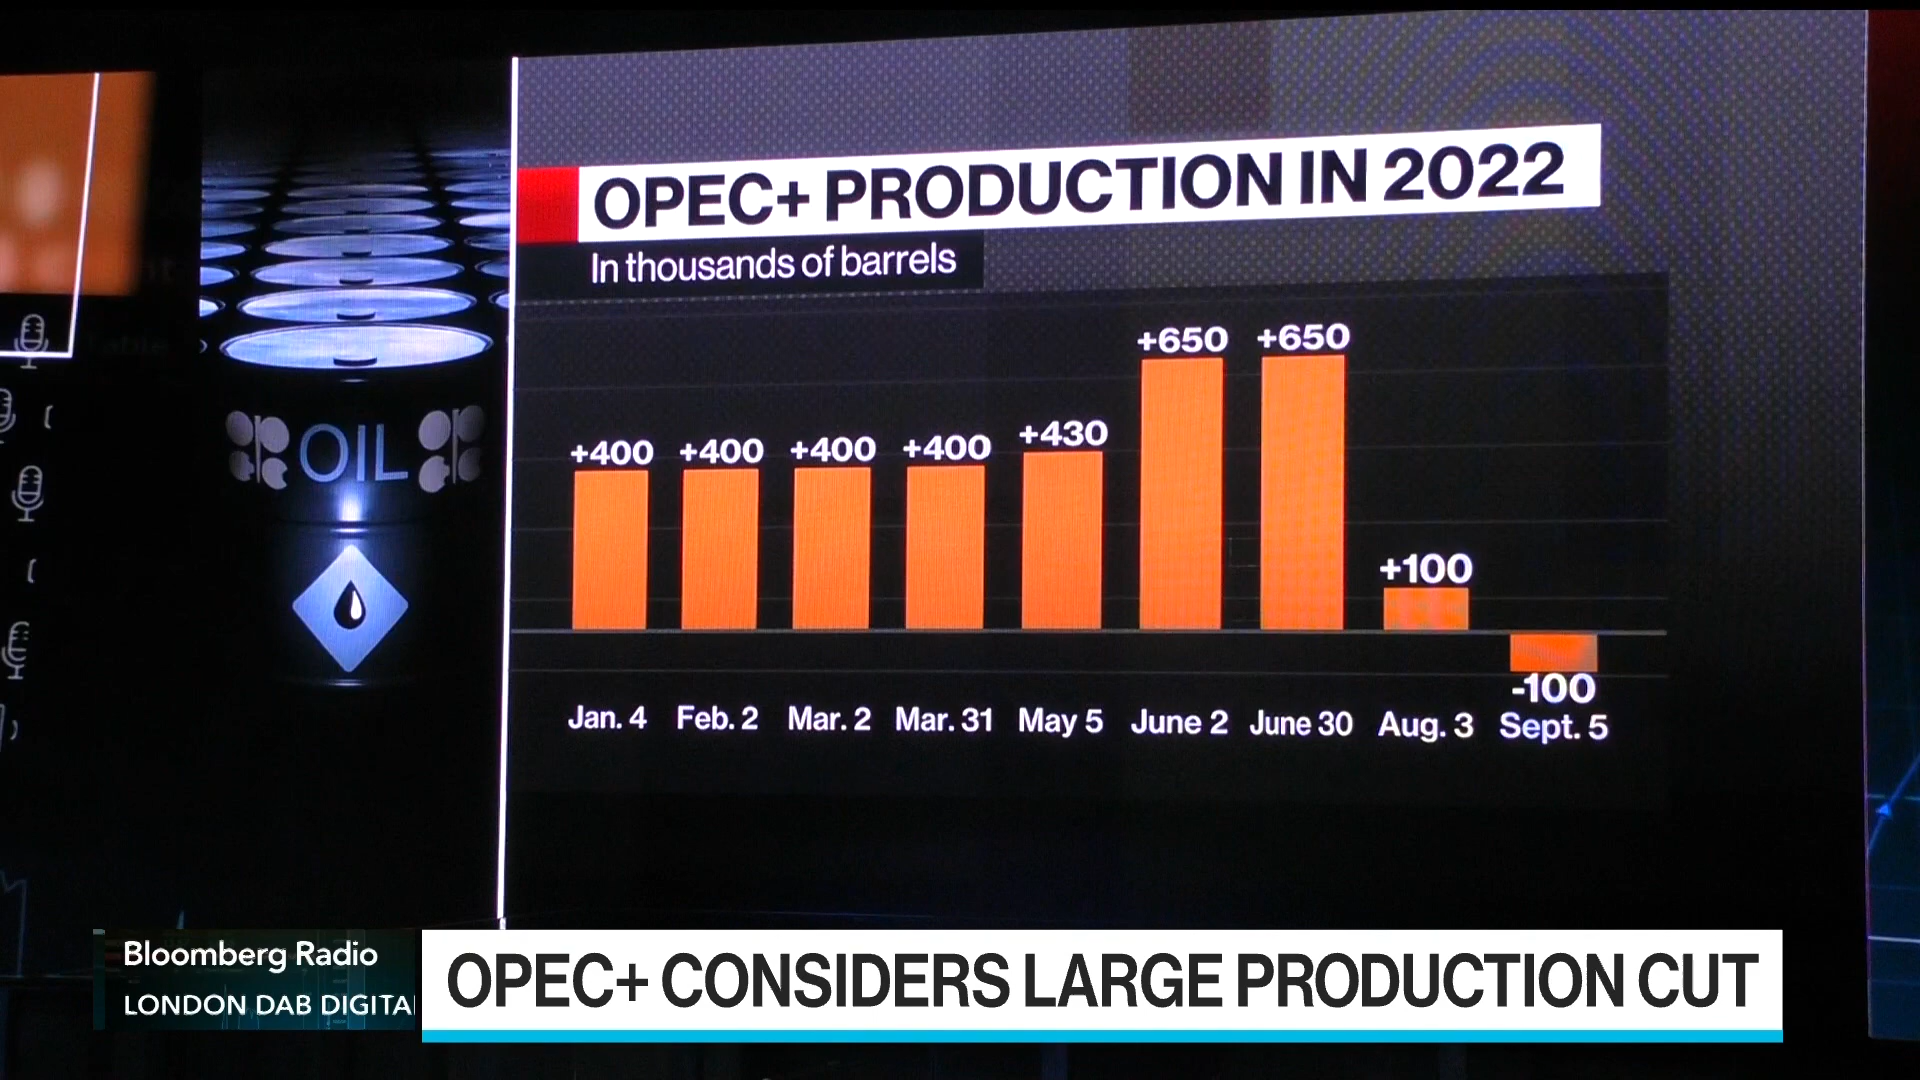 OPEC+ PRODUCTION IN 2022
In thousands of barrels
+400 +400 +400 +400 +430 +650 +650 +100 -100
Jan. 4 Feb. 2 Mar. 2 Mar. 31 May 5 June 2 June 30 Aug. 3 Sept. 5
OIL
Bloomberg Radio
LONDON DAB DIGITAL
OPEC+ CONSIDERS LARGE PRODUCTION CUT